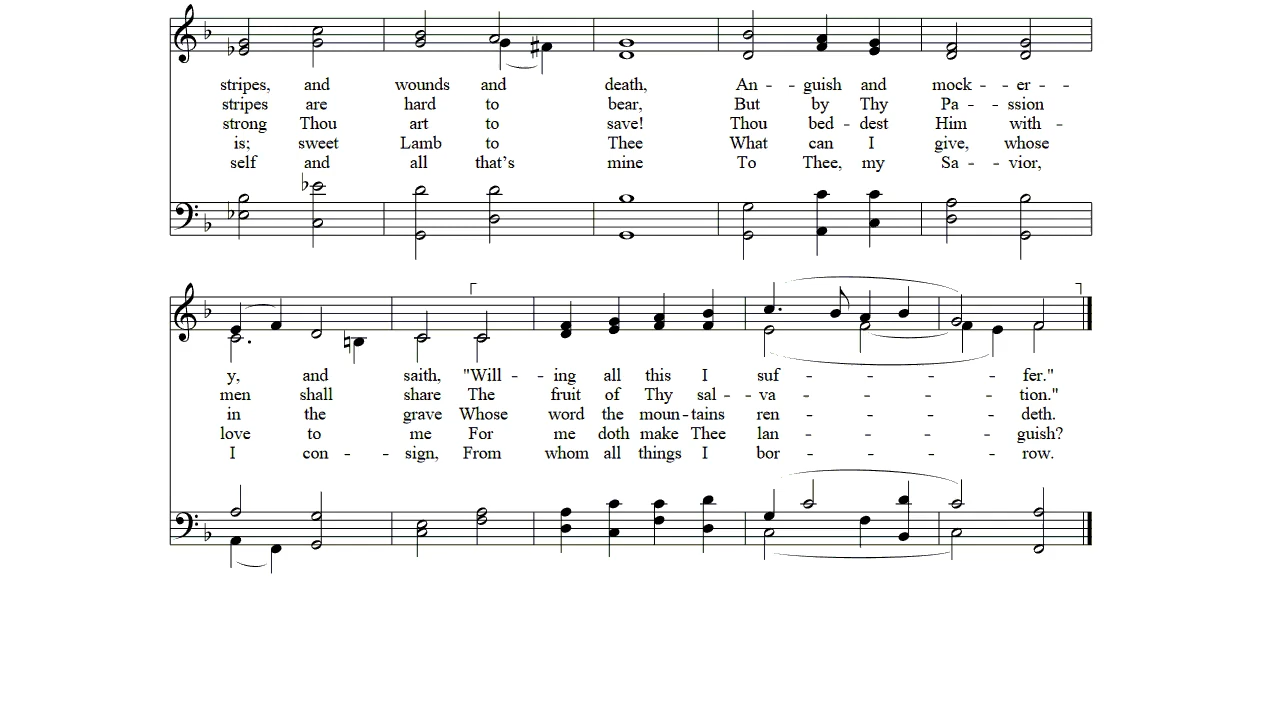 stripes, and wounds and death, An - - guish and mock - - er - -
stripes are hard to bear, But by Thy Pa - - ssion
strong Thou art to save! Thou bed - dest Him with -
is; sweet Lamb to Thee What can I give, whose
self and all that's mine To Thee, my Sa - - vior,
y, and saith, "Will - - ing all this I suf - - - - - fer."
men shall share The fruit of Thy sal - - va - - - - - tion."
in the grave Whose word the moun - tains ren - - - - - deth.
love to me For me doth make Thee lan - - - - - guish?
I con - - sign, From whom all things I bor - - - - - row.